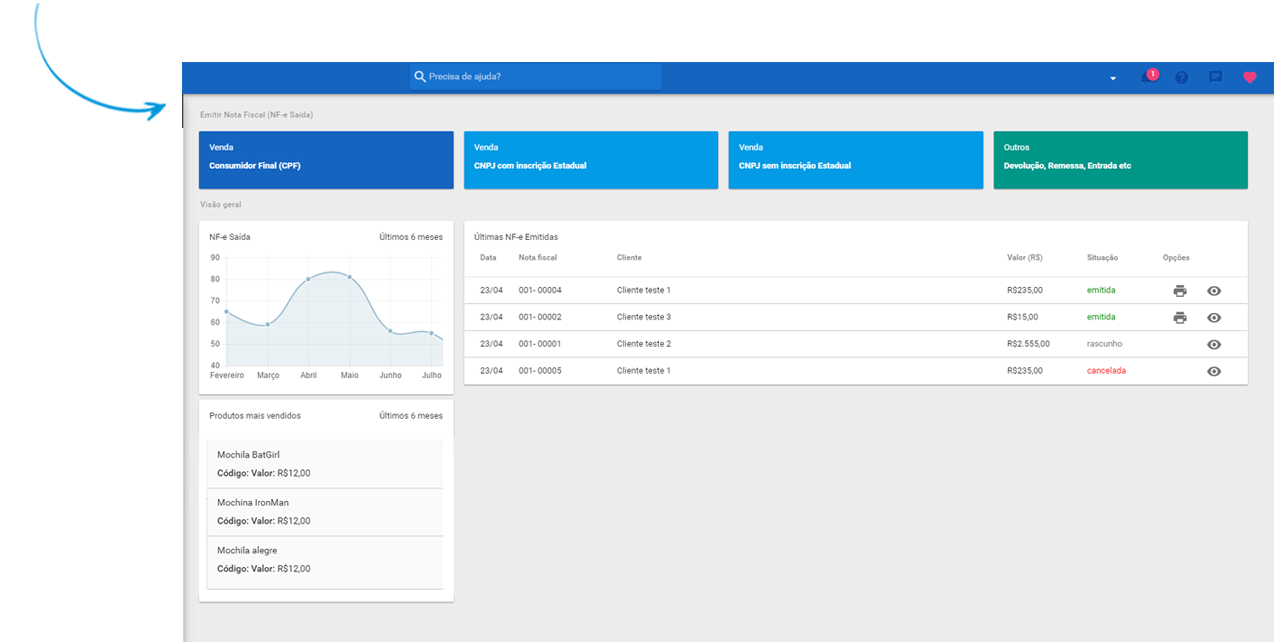 Precisa de ajuda?
1
Emitir Nota Fiscal (NF-e Saída)
Venda
Consumidor Final (CPF)
Venda
CNPJ com inscrição Estadual
Venda
CNPJ sem inscrição Estadual
Outros
Devolução, Remessa, Entrada etc
Visão geral
NF-e Saída Últimos 6 meses
90
80
70
60
50
40
Fevereiro Março Abril Maio Junho Julho
Últimas NF-e Emitidas
Data Nota fiscal Cliente Valor (R$) Situação Opções
23/04 001- 00004 Cliente teste 1 R$235,00 emitida
23/04 001- 00002 Cliente teste 3 R$15,00 emitida
23/04 001- 00001 Cliente teste 2 R$2.555,00 rascunho
23/04 001- 00005 Cliente teste 1 R$235,00 cancelada
Produtos mais vendidos Últimos 6 meses
Mochila BatGirl
Código: Valor: R$12,00
Mochina IronMan
Código: Valor: R$12,00
Mochila alegre
Código: Valor: R$12,00